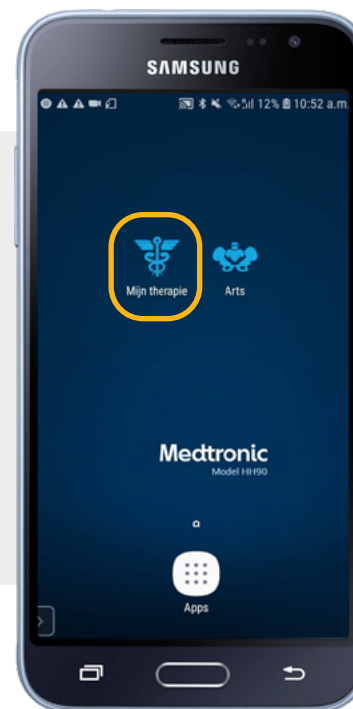 SAMSUNG
12% 10:52 a.m.
Mijn therapie
Arts
Medtronic
Model HH90
Apps